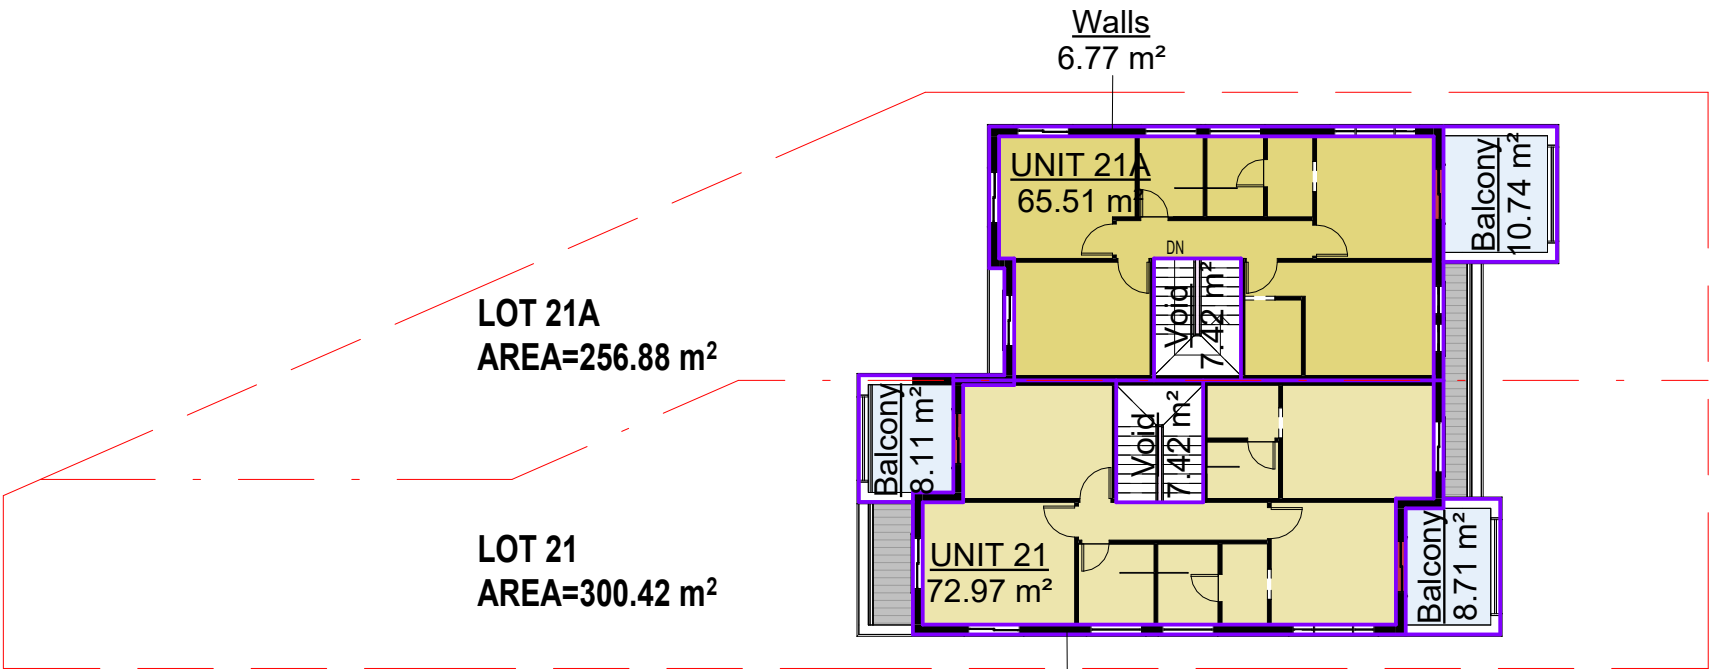 Walls
6.77 m²
UNIT 21A
65.51 m²
Balcony
10.74 m²
DN
Void
7.42 m²
LOT 21A
AREA=256.88 m²
Balcony
8.11 m²
Void
7.42 m²
LOT 21
AREA=300.42 m²
UNIT 21
72.97 m²
Balcony
8.71 m²